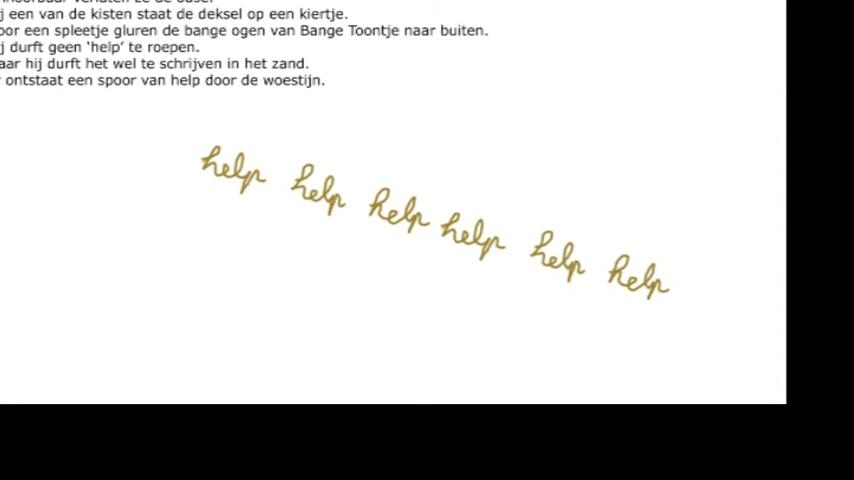 j een van de kisten staat de deksel op een kiertje.
oor een spleetje gluren de bange ogen van Bange Toontje naar buiten.
j durft geen ‘help’ te roepen.
aar hij durft het wel te schrijven in het zand.
ontstaat een spoor van help door de woestijn.
help help help help help help